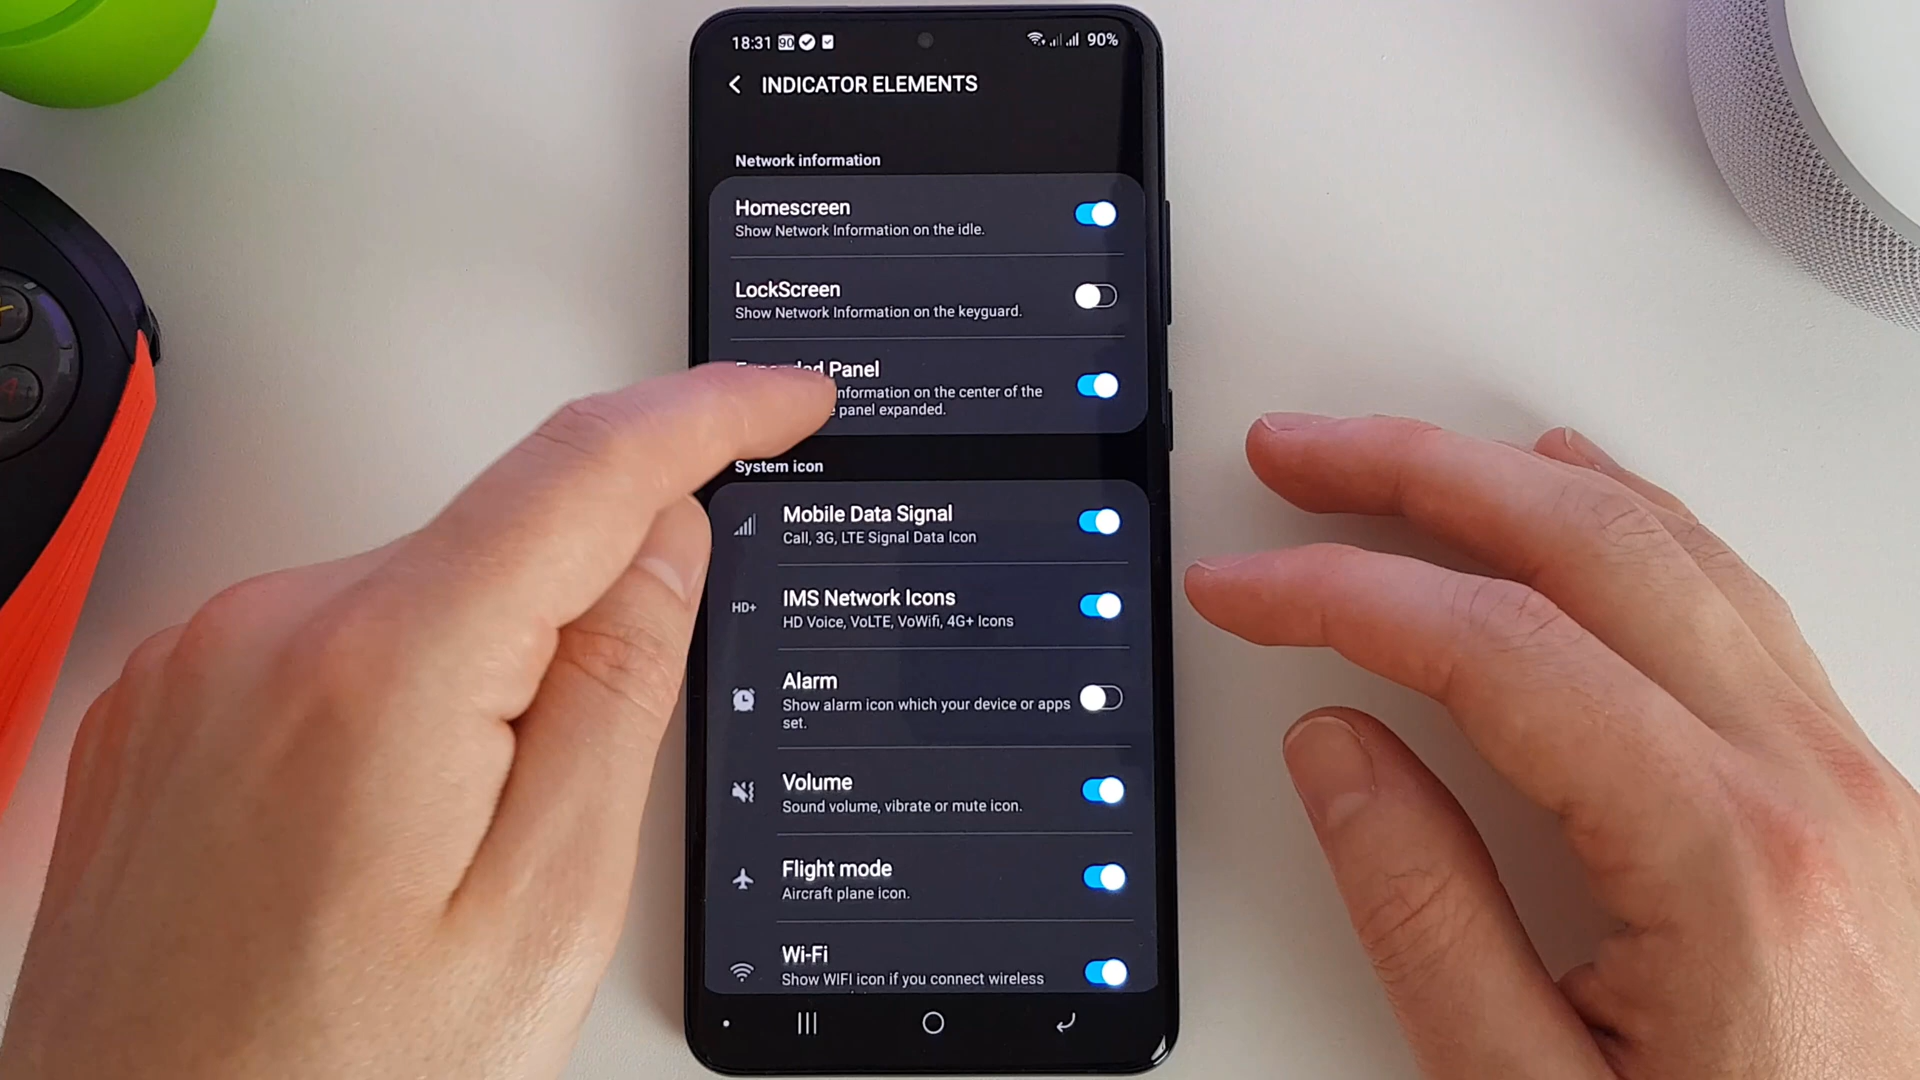 18:31 90 90%
INDICATOR ELEMENTS
Network information
Homescreen
Show Network Information on the idle.
LockScreen
Show Network Information on the keyguard.
Panel
nformation on the center of the
panel expanded.
System icon
Mobile Data Signal
Call, 3G, LTE Signal Data Icon
HD+ IMS Network Icons
HD Voice, VoLTE, VoWifi, 4G+ Icons
Alarm
Show alarm icon which your device or apps
set.
Volume
Sound volume, vibrate or mute icon.
Flight mode
Aircraft plane icon.
Wi-Fi
Show WIFI icon if you connect wireless